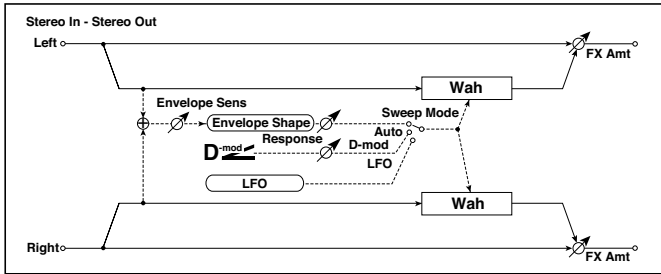 Stereo In - Stereo Out
Left
FX Amt
Wah
Envelope Sens
Envelope Shape
Sweep Mode
Auto
Response
D-mod
D-mod
LFO
LFO
Wah
Right
FX Amt